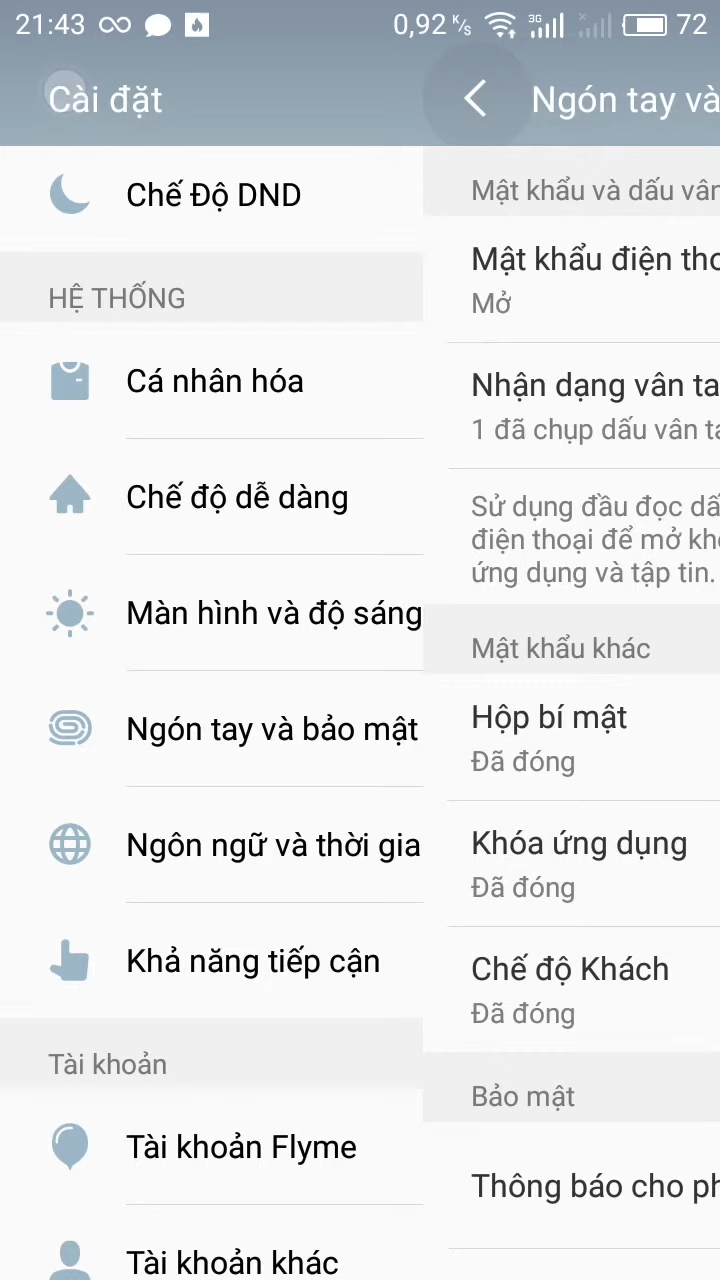 21:43 0,92 K/s 3G 72
Cài đặt
Chế Độ DND
HỆ THỐNG
Cá nhân hóa
Chế độ dễ dàng
Màn hình và độ sáng
Ngón tay và bảo mật
Ngôn ngữ và thời gia
Khả năng tiếp cận
Tài khoản
Tài khoản Flyme
Tài khoản khác
Ngón tay và
Mật khẩu và dấu vân
Mật khẩu điện tho
Mở
Nhận dạng vân ta
1 đã chụp dấu vân ta
Sử dụng đầu đọc dấ
điện thoại để mở kho
ứng dụng và tập tin.
Mật khẩu khác
Hộp bí mật
Đã đóng
Khóa ứng dụng
Đã đóng
Chế độ Khách
Đã đóng
Bảo mật
Thông báo cho ph